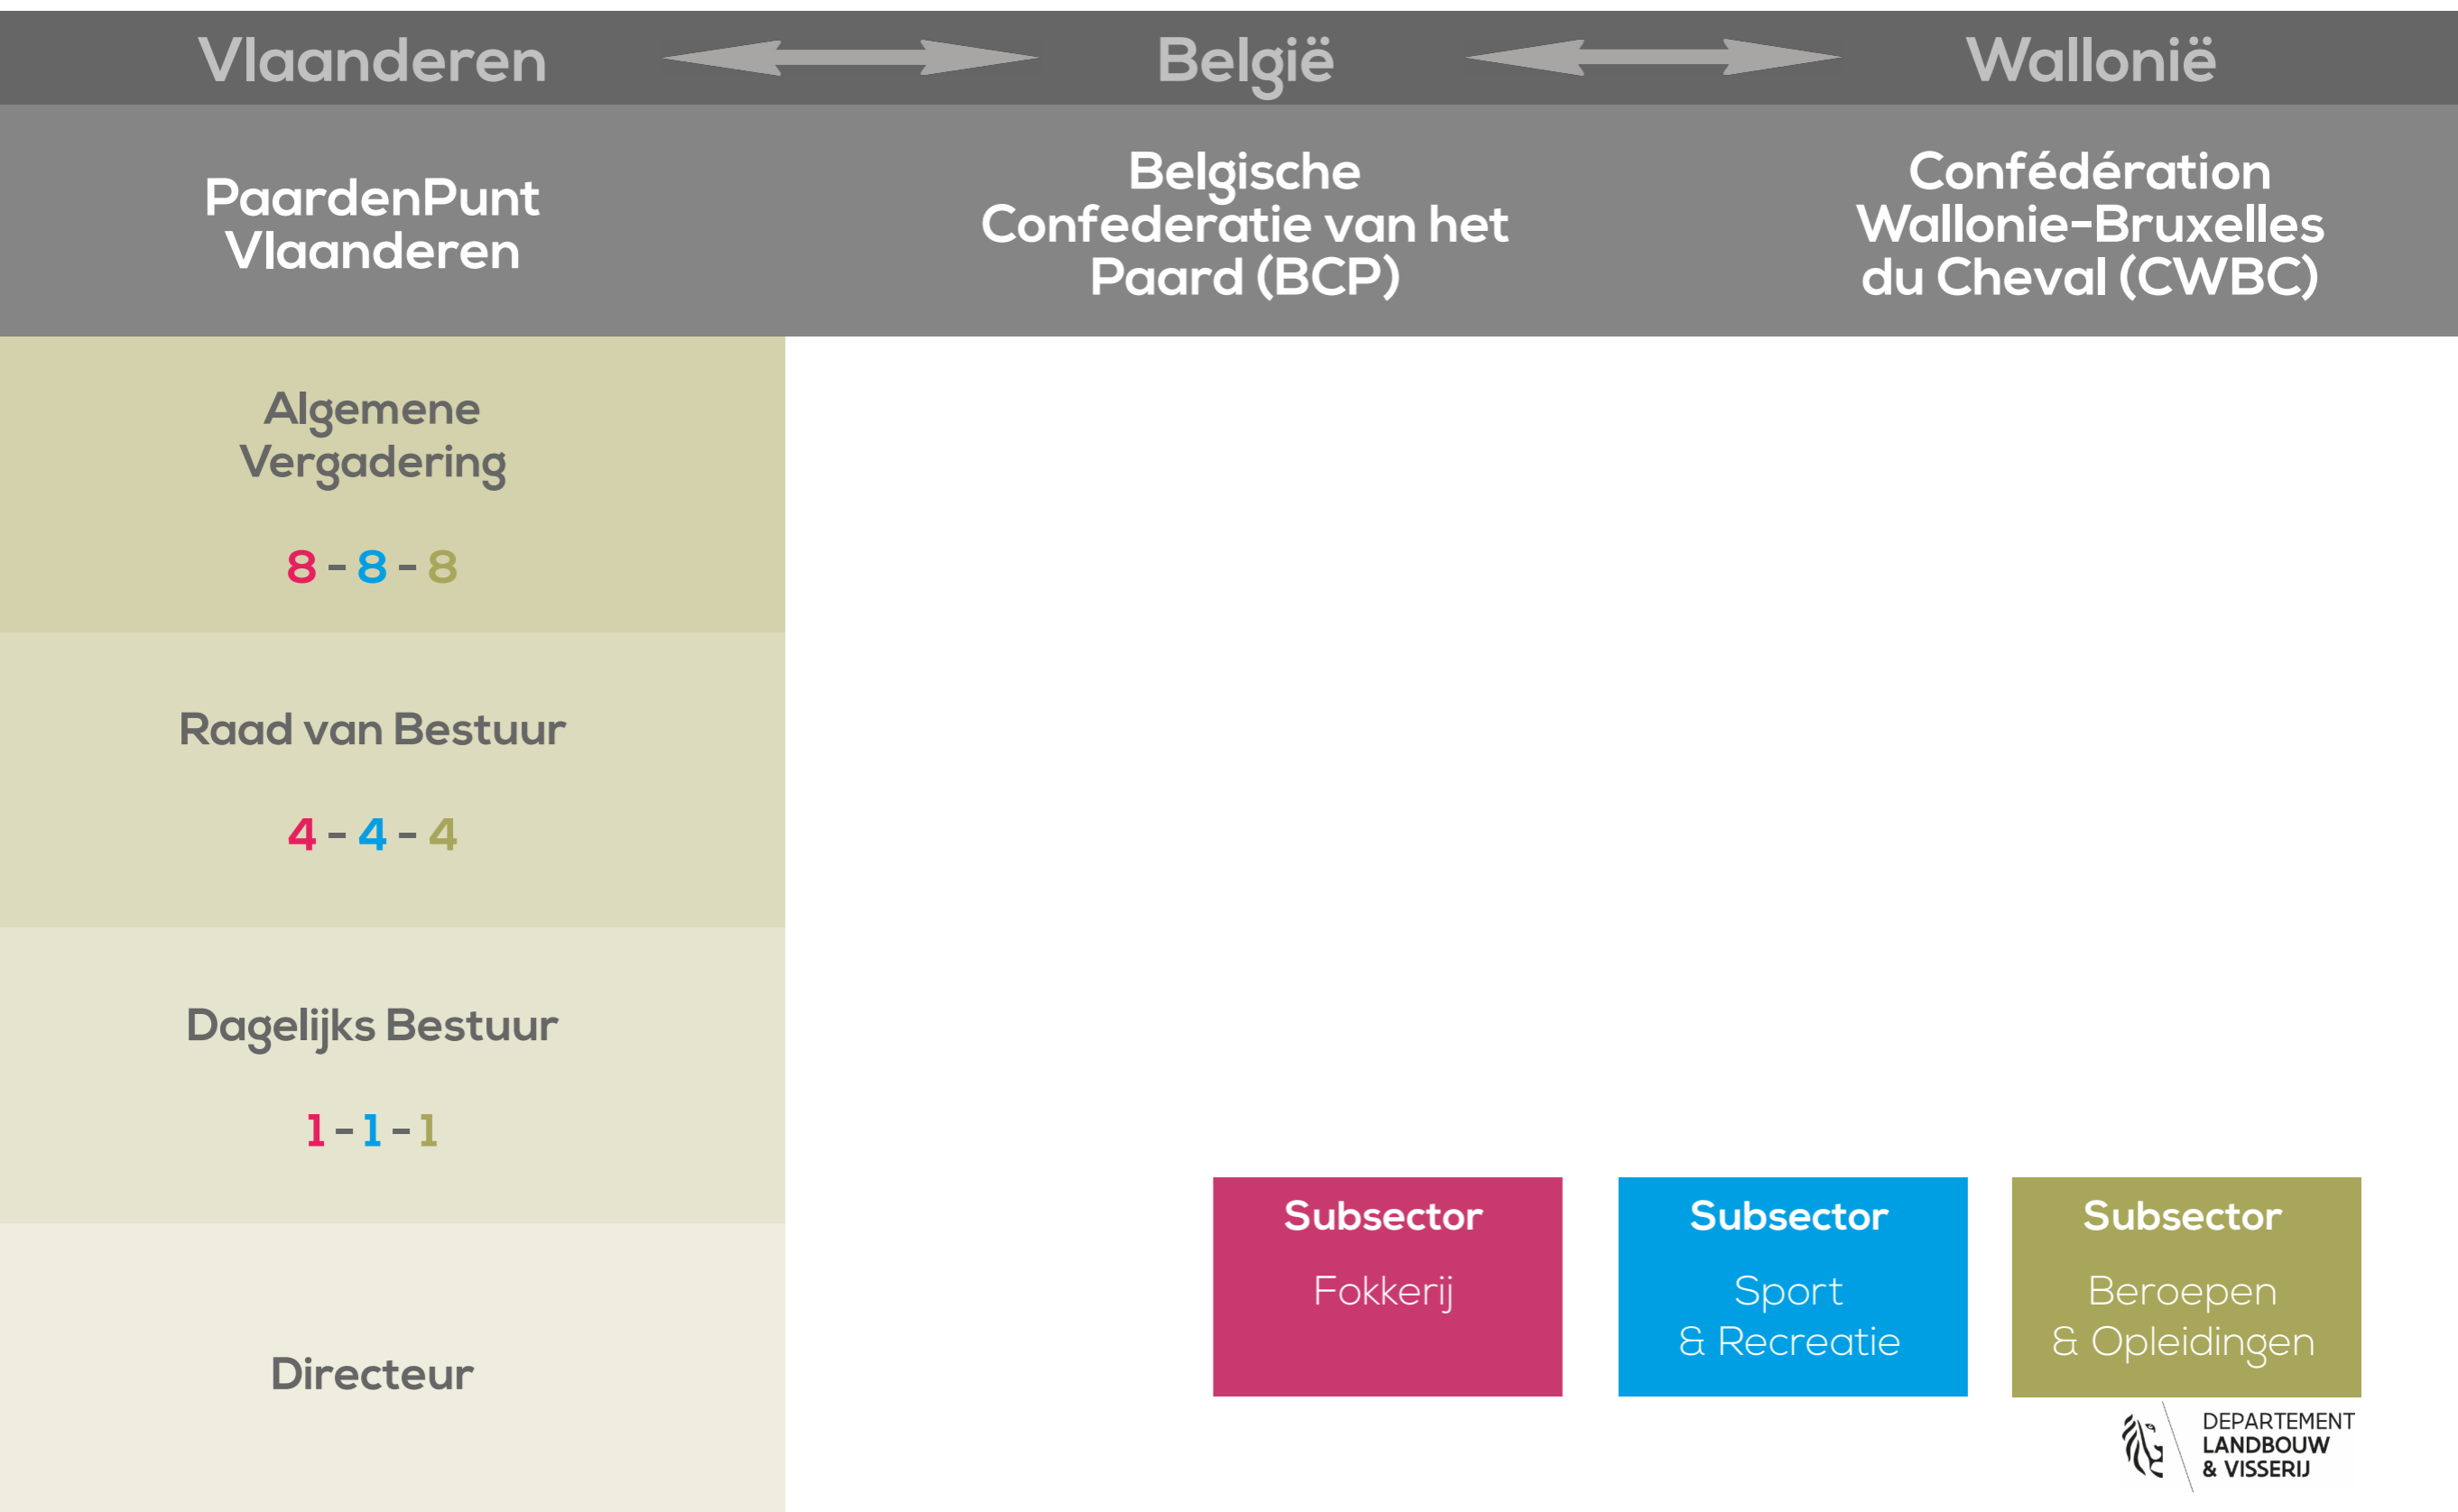 Vlaanderen
België
Wallonië
PaardenPunt
Vlaanderen
Belgische
Confederatie van het
Paard (BCP)
Confédération
Wallonie-Bruxelles
du Cheval (CWBC)
Algemene
Vergadering
8 - 8 - 8
Raad van Bestuur
4 - 4 - 4
Dagelijks Bestuur
1 - 1 - 1
Directeur
Subsector
Fokkerij
Subsector
Sport
& Recreatie
Subsector
Beroepen
& Opleidingen
DEPARTEMENT
LANDBOUW
& VISSERIJ